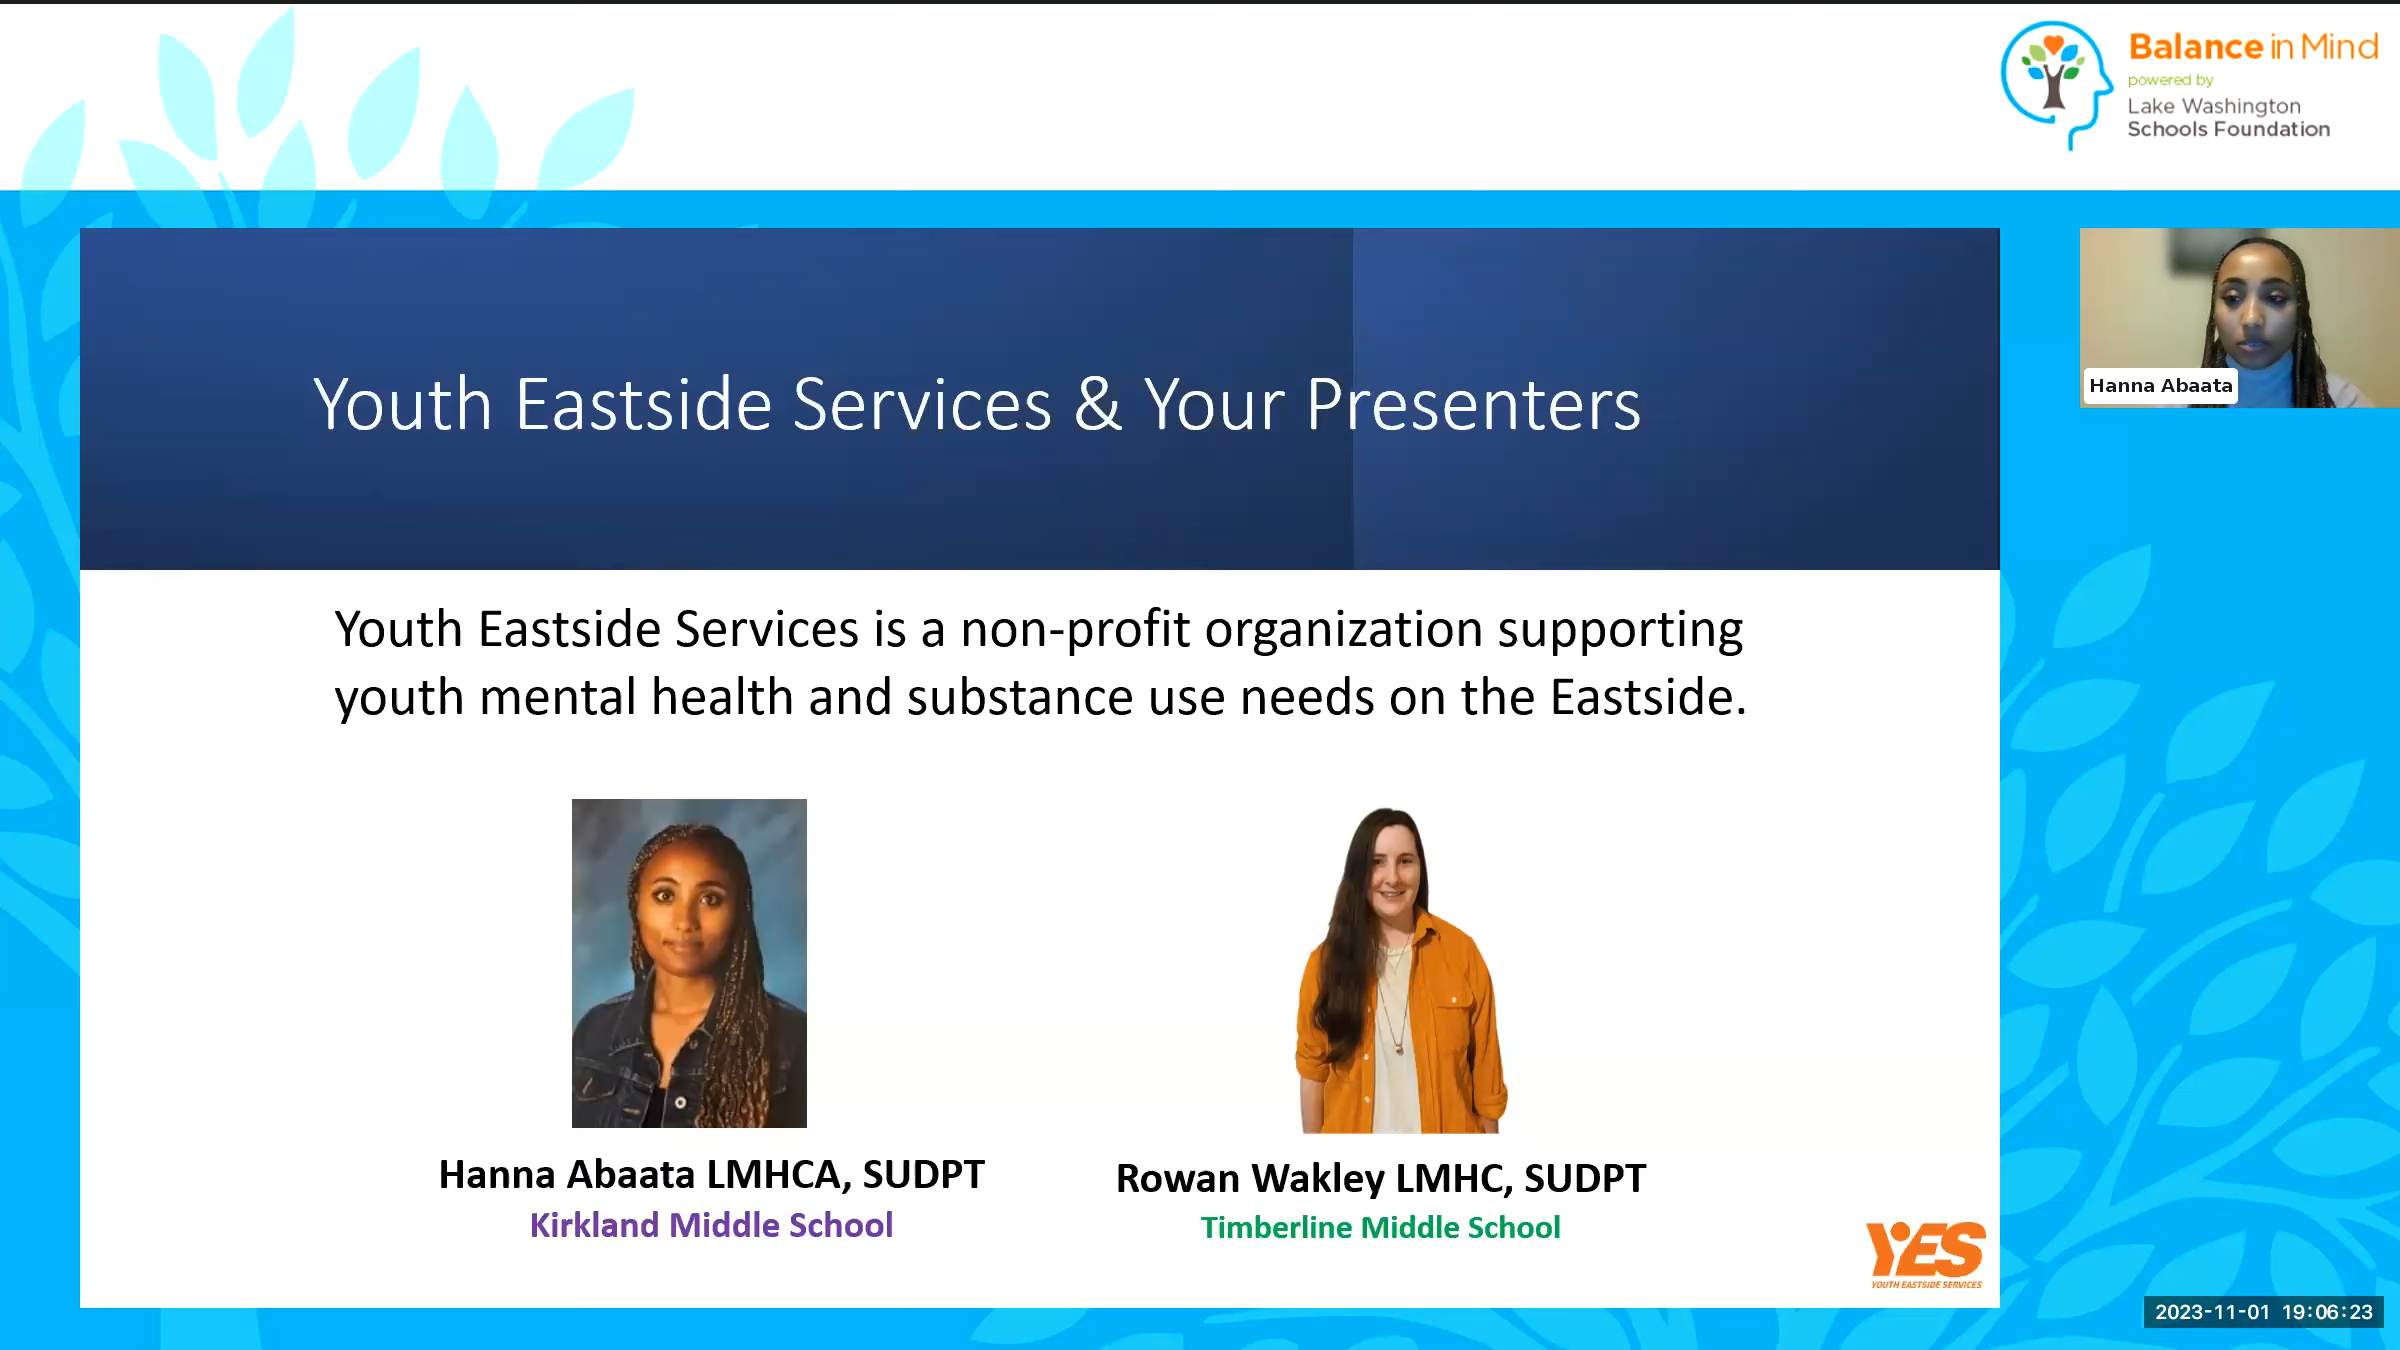 Balance in Mind
powered by
Lake Washington
Schools Foundation
Youth Eastside Services & Your Presenters
Hanna Abaata
Youth Eastside Services is a non-profit organization supporting
youth mental health and substance use needs on the Eastside.
Hanna Abaata LMHCA, SUDPT
Kirkland Middle School
Rowan Wakley LMHC, SUDPT
Timberline Middle School
YES
YOUTH EASTSIDE SERVICES
2023-11-01 19:06:23